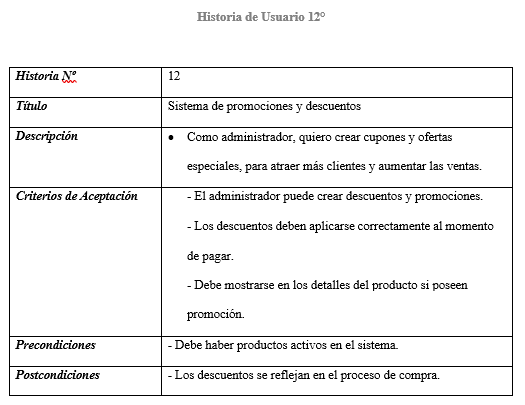 Historia de Usuario 12°
Historia Nº
12
Título
Sistema de promociones y descuentos
Descripción
• Como administrador, quiero crear cupones y ofertas
especiales, para atraer más clientes y aumentar las ventas.
Criterios de Aceptación
- El administrador puede crear descuentos y promociones.
- Los descuentos deben aplicarse correctamente al momento
de pagar.
- Debe mostrarse en los detalles del producto si poseen
promoción.
Precondiciones
- Debe haber productos activos en el sistema.
Postcondiciones
- Los descuentos se reflejan en el proceso de compra.